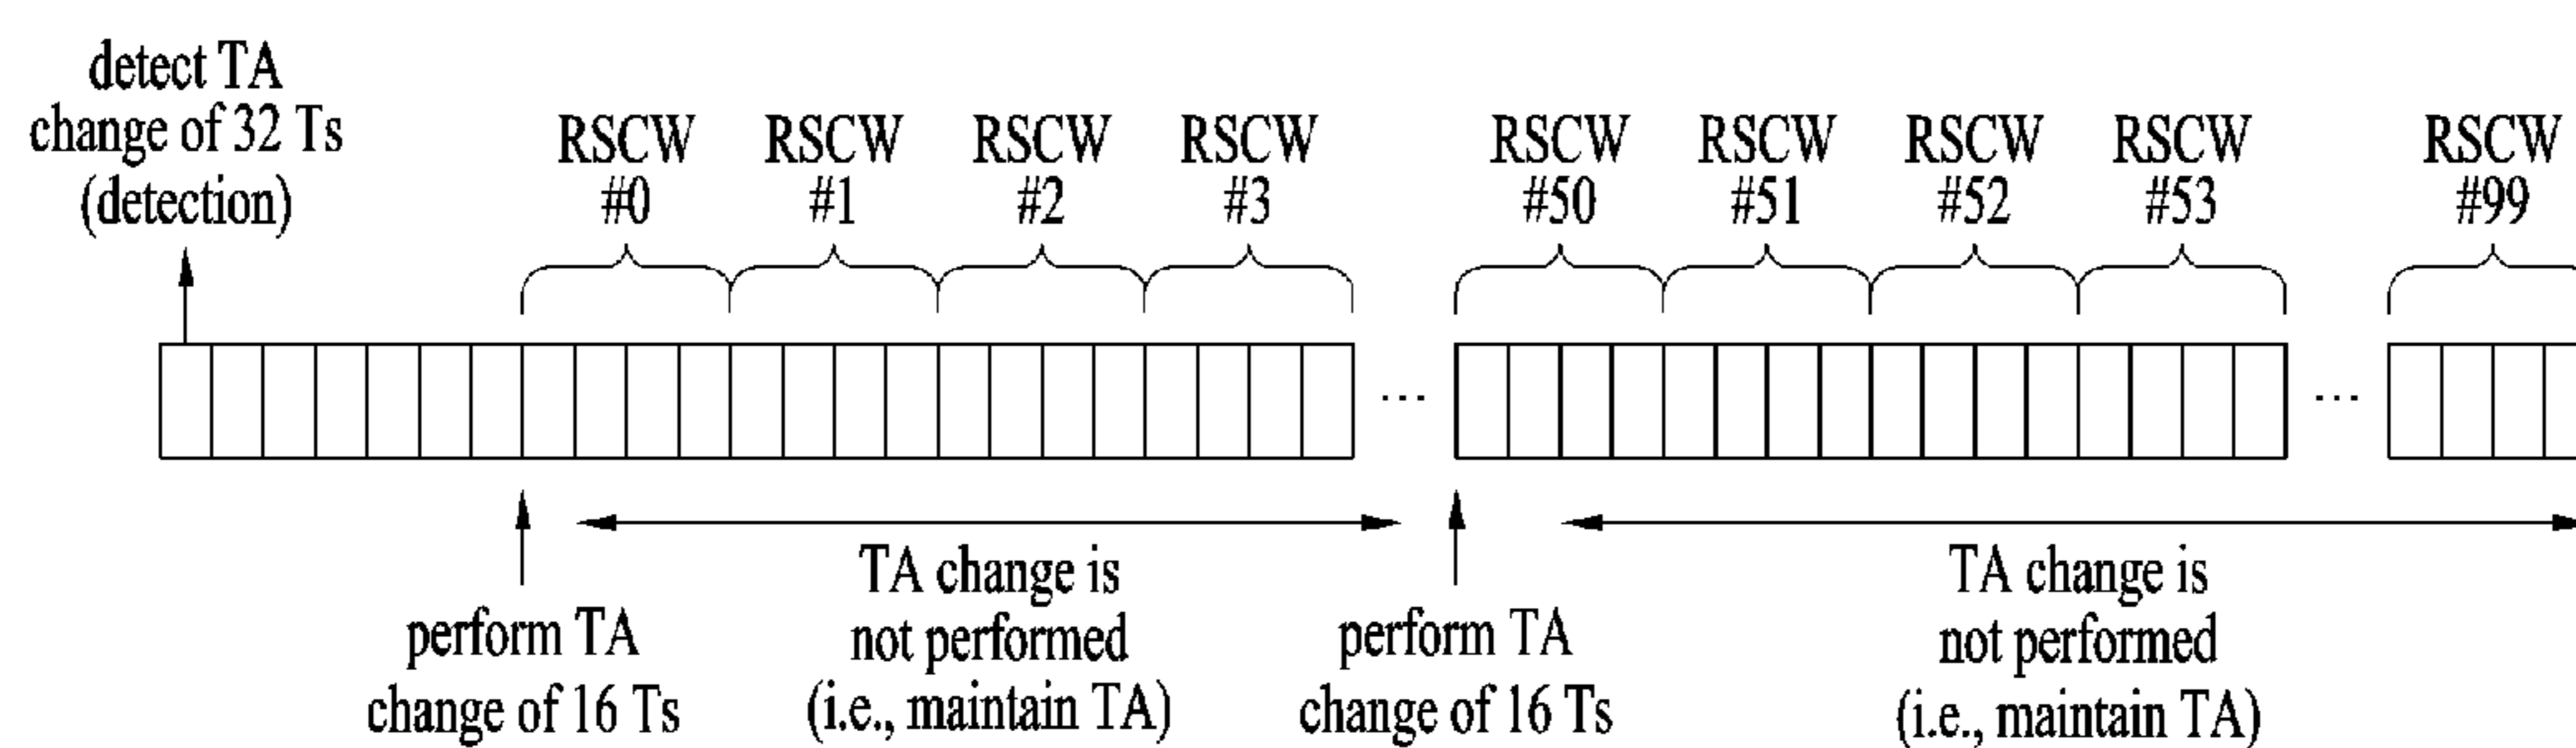 detect TA
change of 32 Ts
(detection)
RSCW
#0
RSCW
#1
RSCW
#2
RSCW
#3
RSCW
#50
RSCW
#51
RSCW
#52
RSCW
#53
RSCW
#99
...
...
perform TA
change of 16 Ts
TA change is
not performed
(i.e., maintain TA)
perform TA
change of 16 Ts
TA change is
not performed
(i.e., maintain TA)